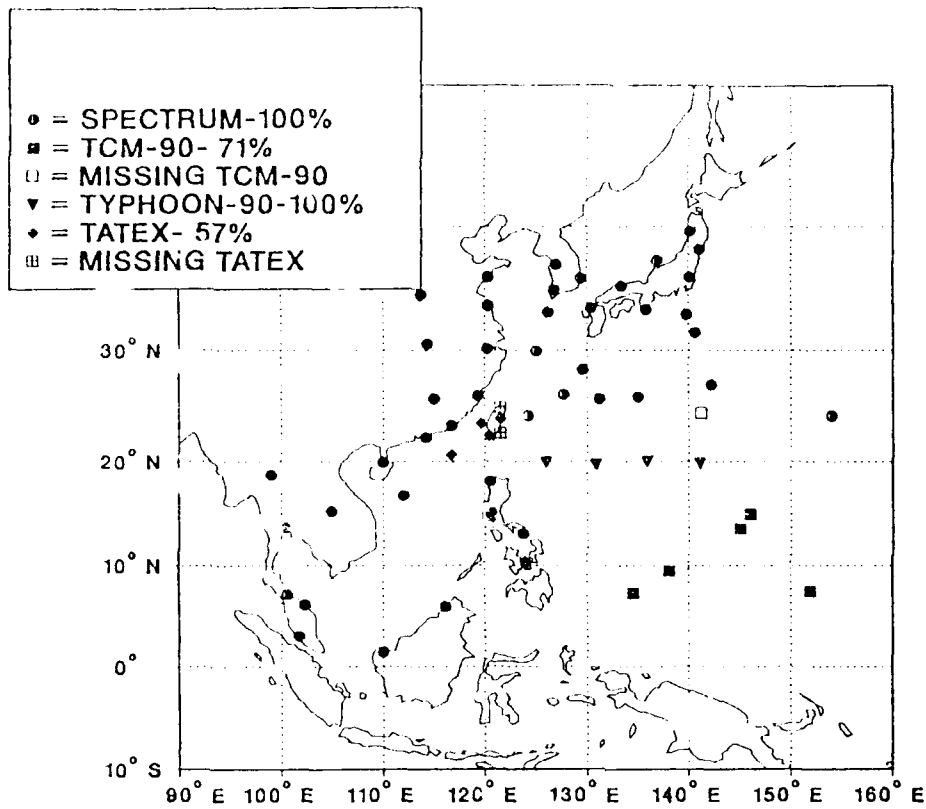 = SPECTRUM-100%
= TCM-90- 71%
= MISSING TCM-90
= TYPHOON-90-100%
= TATEX- 57%
= MISSING TATEX
30° N
20° N
10° N
0°
10° S
90° E 100° E 110° E 120° E 130° E 140° E 150° E 160° E